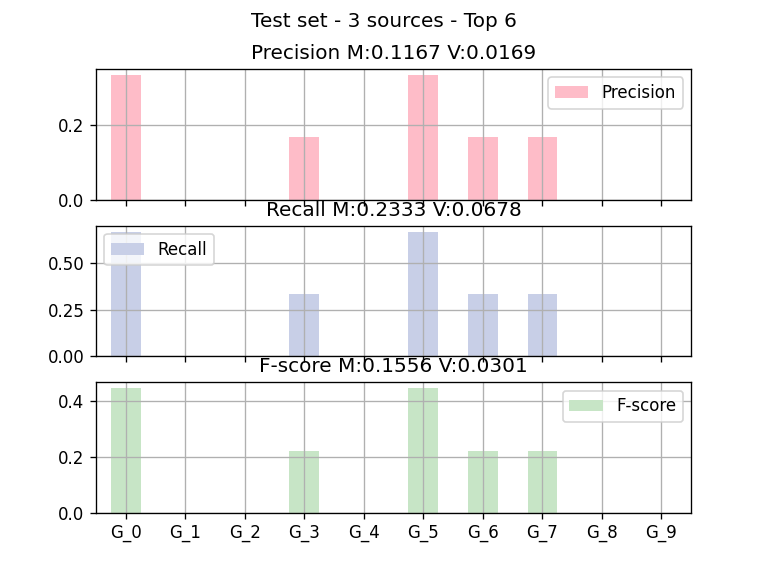 Test set - 3 sources - Top 6
Precision M:0.1167 V:0.0169
Precision
0.2
0.0
Recall M:0.2333 V:0.0678
Recall
0.50
0.25
0.00
F-score M:0.1556 V:0.0301
F-score
0.4
0.2
0.0
G_0 G_1 G_2 G_3 G_4 G_5 G_6 G_7 G_8 G_9